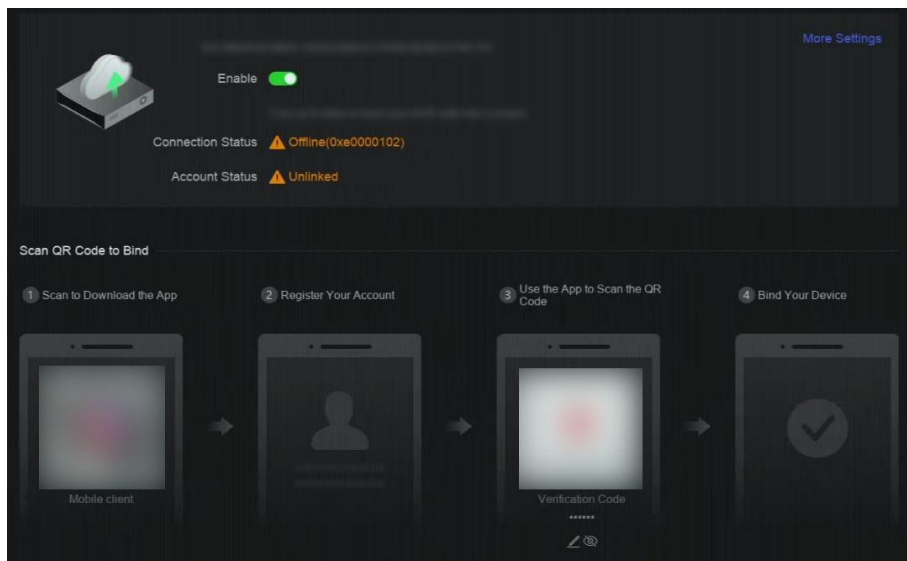 More Settings
Enable
Connection Status Offline(0xe0000102)
Account Status Unlinked
Scan QR Code to Bind
1 Scan to Download the App
2 Register Your Account
3 Use the App to Scan the QR
Code
4 Bind Your Device
Mobile client
Verification Code
******